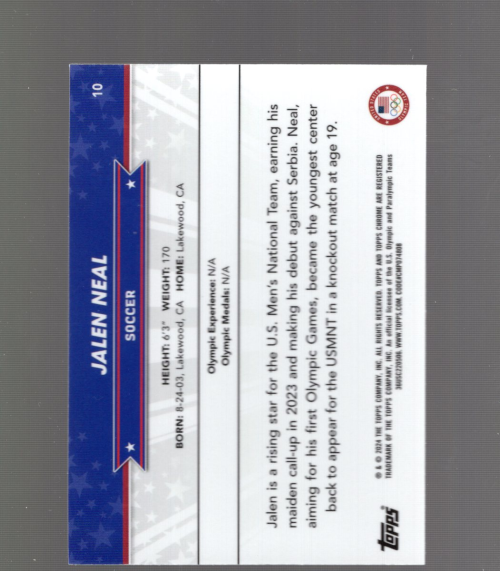 10
JALEN NEAL
SOCCER
HEIGHT: 6'3" WEIGHT: 170
BORN: 8-24-03, Lakewood, CA HOME: Lakewood, CA
Olympic Experience: N/A
Olympic Medals: N/A
Jalen is a rising star for the U.S. Men's National Team, earning his
maiden call-up in 2023 and making his debut against Serbia. Neal,
aiming for his first Olympic Games, became the youngest center
back to appear for the USMNT in a knockout match at age 19.
® & © 2024 THE TOPPS COMPANY, INC. ALL RIGHTS RESERVED. TOPPS AND TOPPS CHROME ARE REGISTERED
TRADEMARK OF THE TOPPS COMPANY, INC. An official licensee of the U.S. Olympic and Paralympic Teams
WWW.TOPPS.COM.
topps